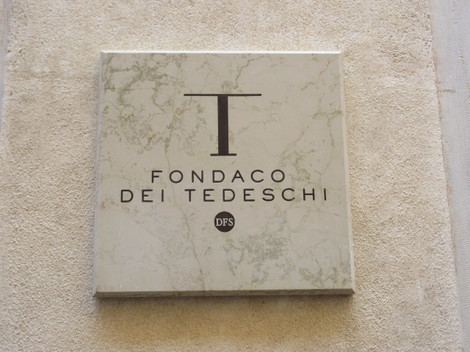 T
FONDACO
DEI TEDESCHI
DFS